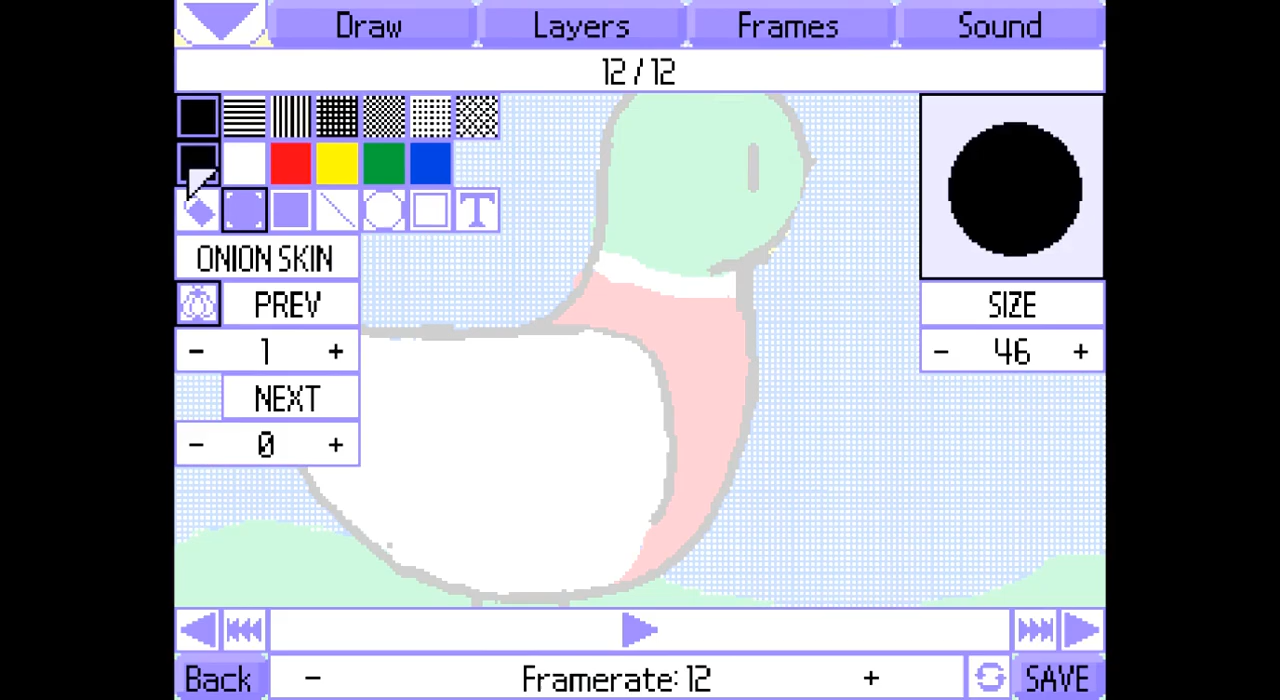 Draw Layers Frames Sound
12/12
T
ONION SKIN
PREV
- 1 +
SIZE
- 46 +
NEXT
- 0 +
Back - Framerate: 12 + SAVE